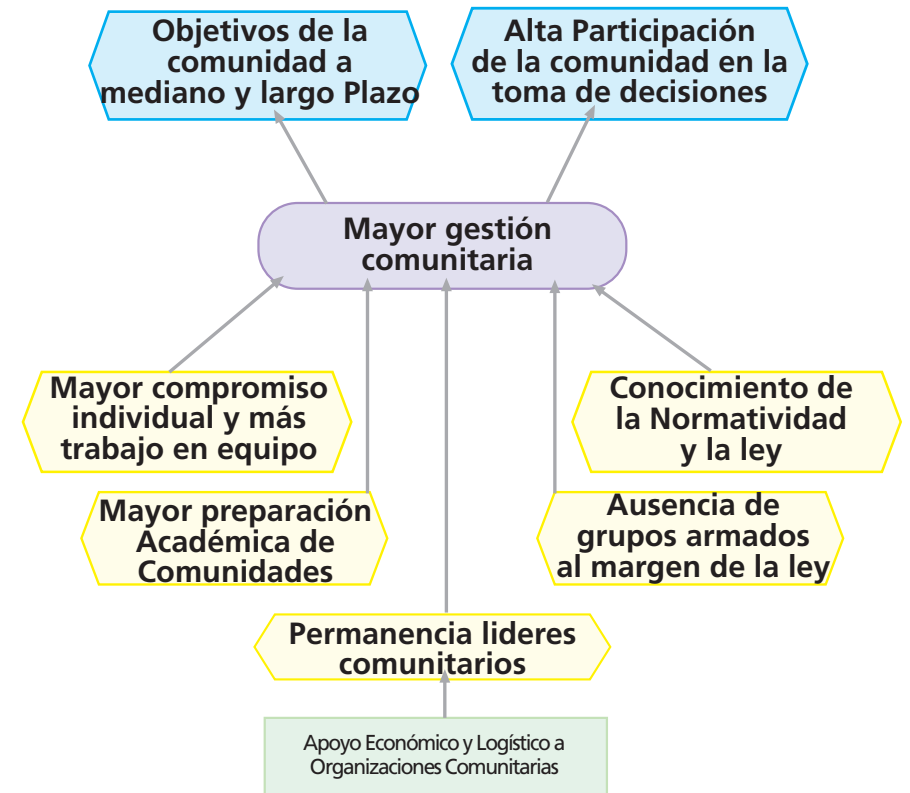 Objetivos de la
comunidad a
mediano y largo Plazo
Alta Participación
de la comunidad en la
toma de decisiones
Mayor gestión
comunitaria
Mayor compromiso
individual y más
trabajo en equipo
Conocimiento de
la Normatividad
y la ley
Mayor preparación
Académica de
Comunidades
Ausencia de
grupos armados
al margen de la ley
Permanencia lideres
comunitarios
Apoyo Económico y Logístico a
Organizaciones Comunitarias